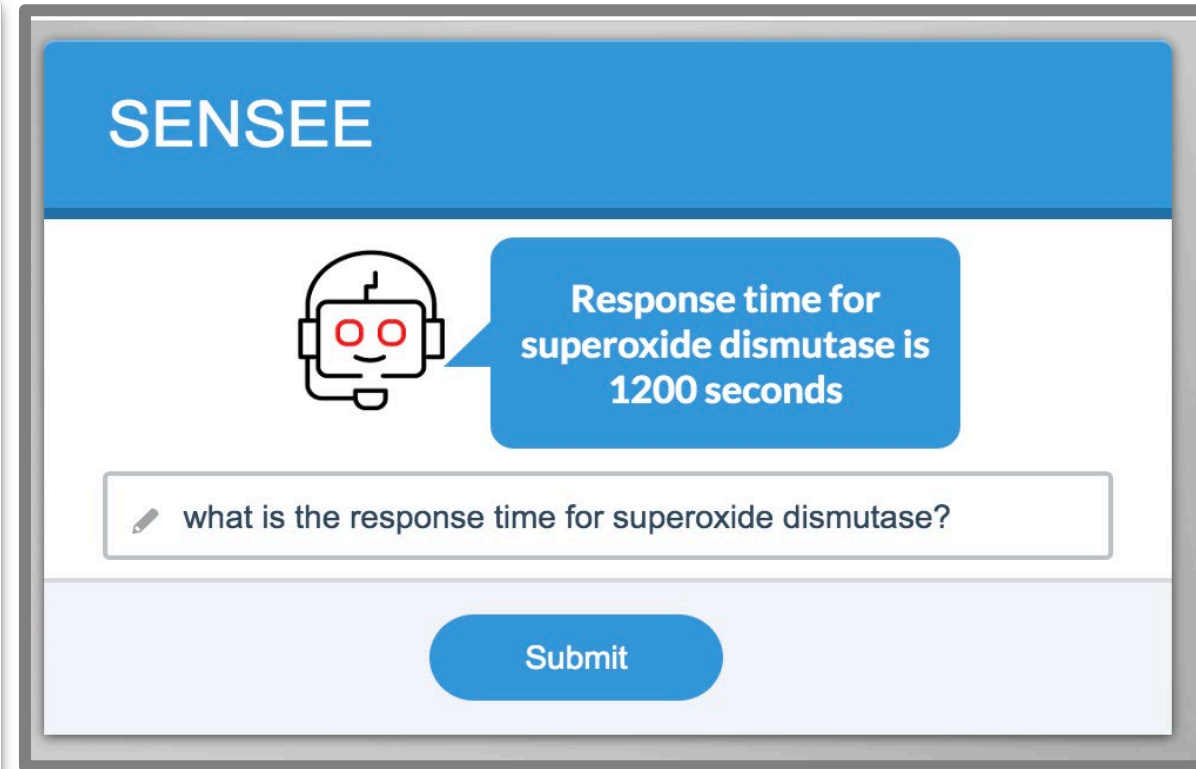 SENSEE
Response time for
superoxide dismutase is
1200 seconds
what is the response time for superoxide dismutase?
Submit